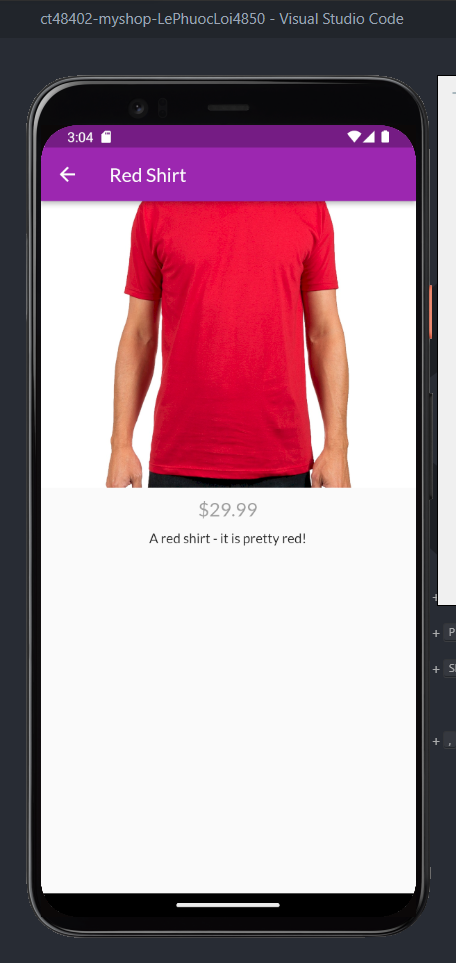 ct48402-myshop-LePhuocLoi4850 - Visual Studio Code
3:04
Red Shirt
$29.99
A red shirt - it is pretty red!
+
+ P
+
+ ,